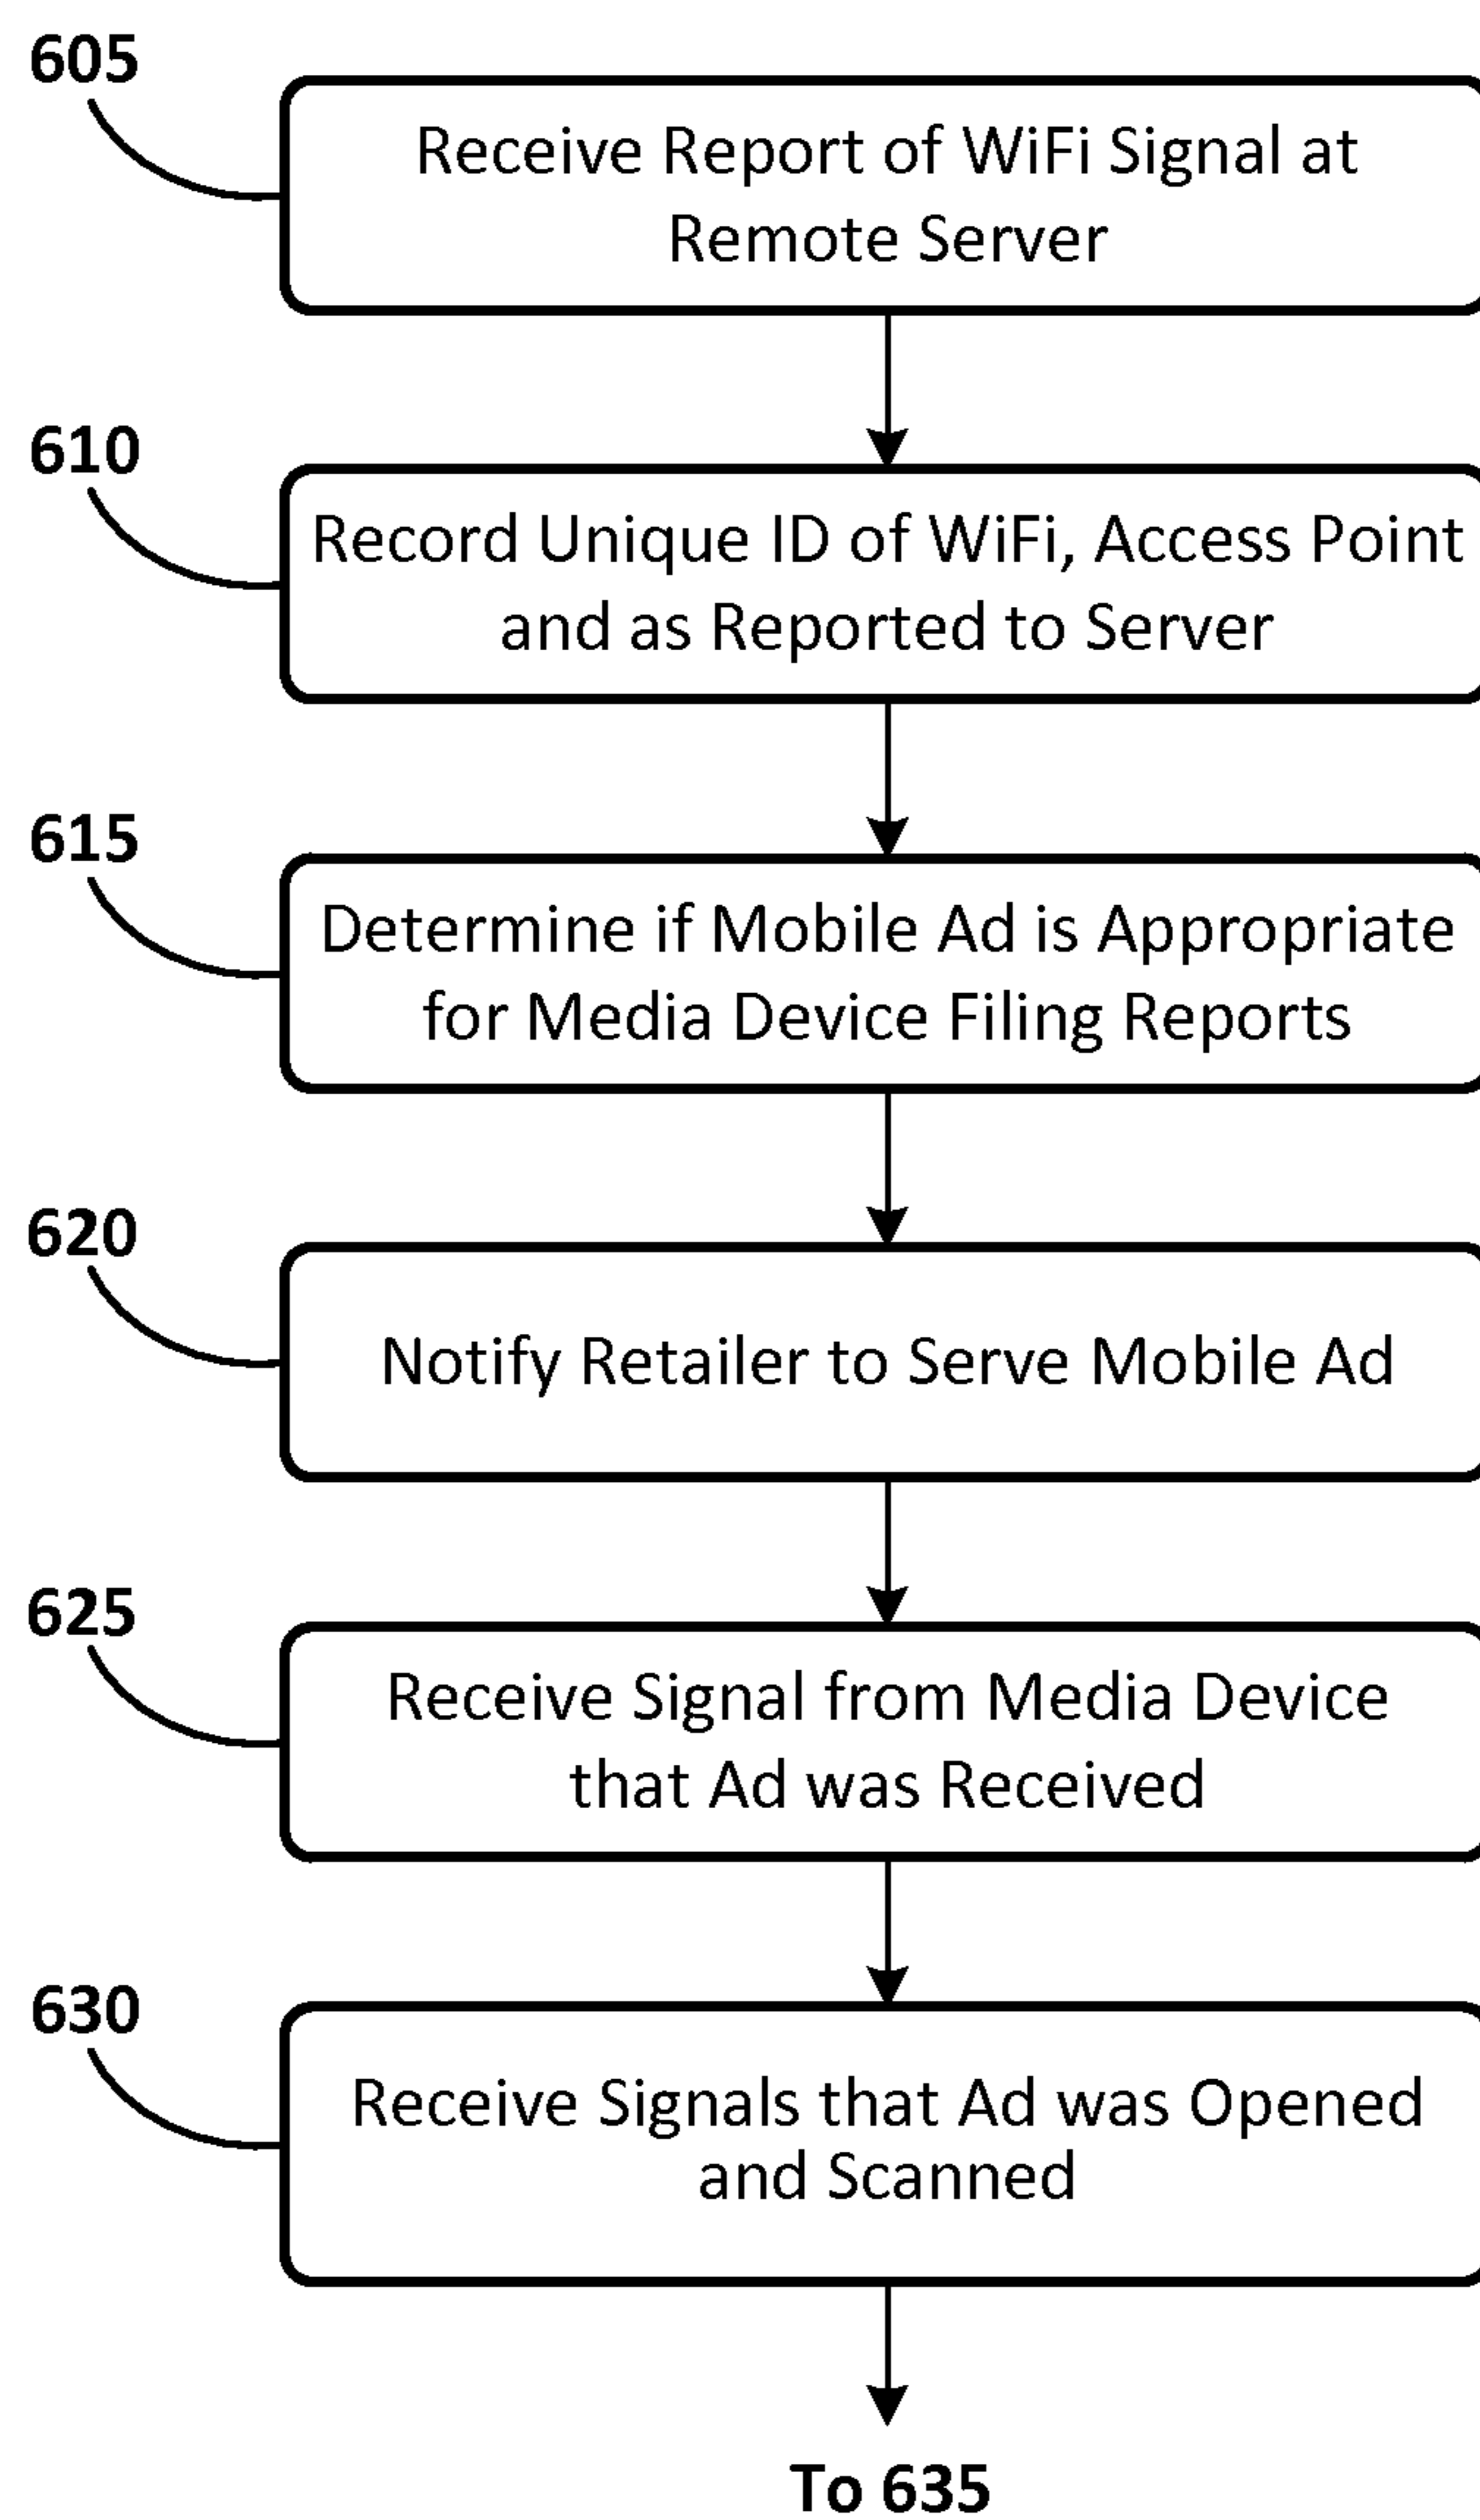 605
Receive Report of WiFi Signal at
Remote Server
610
Record Unique ID of WiFi, Access Point
and as Reported to Server
615
Determine if Mobile Ad is Appropriate
for Media Device Filing Reports
620
Notify Retailer to Serve Mobile Ad
625
Receive Signal from Media Device
that Ad was Received
630
Receive Signals that Ad was Opened
and Scanned
To 635